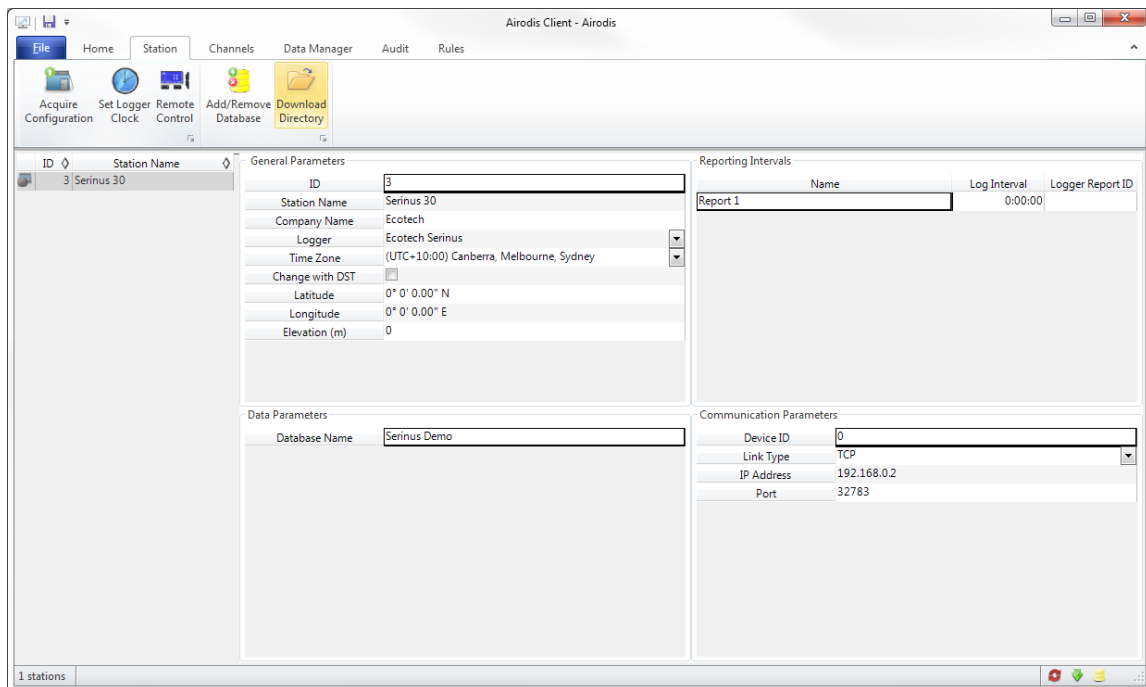 Airodis Client - Airodis
File Home Station Channels Data Manager Audit Rules
Acquire Configuration
Set Logger Clock
Remote Control
Add/Remove Database
Download Directory
ID Station Name
3 Serinus 30
General Parameters
ID 3
Station Name Serinus 30
Company Name Ecotech
Logger Ecotech Serinus
Time Zone (UTC+10:00) Canberra, Melbourne, Sydney
Change with DST
Latitude 0° 0' 0.00" N
Longitude 0° 0' 0.00" E
Elevation (m) 0
Reporting Intervals
Name Log Interval Logger Report ID
Report 1 0:00:00
Data Parameters
Database Name Serinus Demo
Communication Parameters
Device ID 0
Link Type TCP
IP Address 192.168.0.2
Port 32783
1 stations